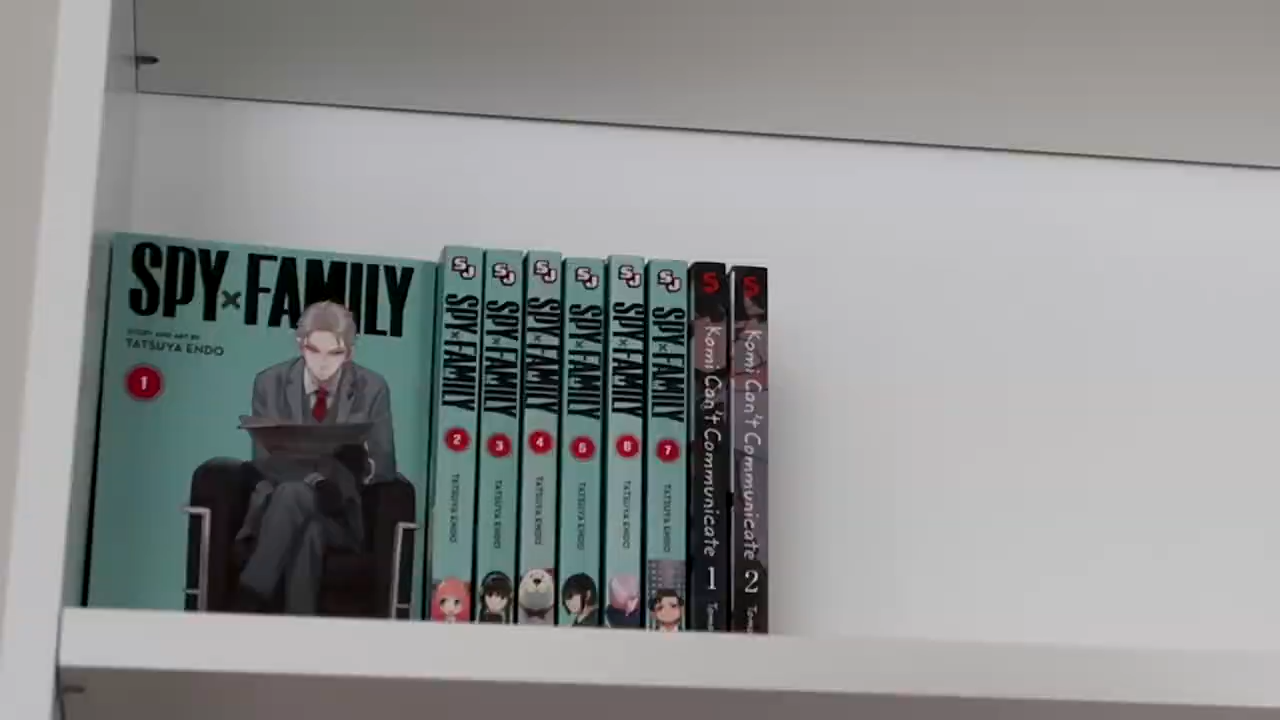 SPY×FAMILY
STORY AND ART BY
TATSUYA ENDO
1
SJ
SPY×FAMILY
2
TATSUYA ENDO
SJ
SPY×FAMILY
3
TATSUYA ENDO
SJ
SPY×FAMILY
4
TATSUYA ENDO
SJ
SPY×FAMILY
5
TATSUYA ENDO
SJ
SPY×FAMILY
6
TATSUYA ENDO
SJ
SPY×FAMILY
7
TATSUYA ENDO
S
Komi Can't Communicate
1
S
Komi Can't Communicate
2